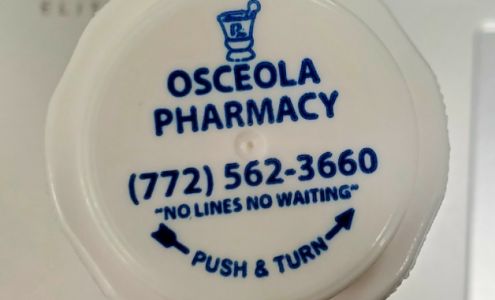 OSCEOLA
PHARMACY
(772) 562-3660
"NO LINES NO WAITING"
PUSH & TURN